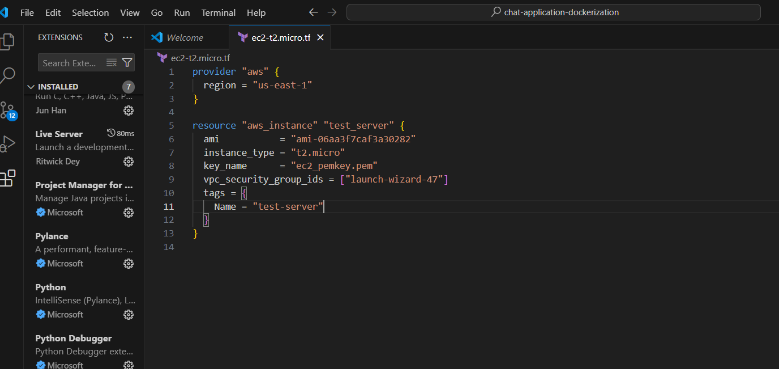 File Edit Selection View Go Run Terminal Help
chat-application-dockerization
EXTENSIONS
Search Exte...
INSTALLED
7
Run C, C++, Java, JS, P...
Jun Han
Live Server 80ms
Launch a development...
Ritwick Dey
Project Manager for ...
Manage Java projects i...
Microsoft
Pylance
A performant, feature-...
Microsoft
Python
IntelliSense (Pylance), L...
Microsoft
Python Debugger
Python Debugger exte...
Microsoft
12
Welcome
ec2-t2.micro.tf
ec2-t2.micro.tf
1 provider "aws" {
2 region = "us-east-1"
3 }
4
5 resource "aws_instance" "test_server" {
6 ami = "ami-06aa3f7caf3a30282"
7 instance_type = "t2.micro"
8 key_name = "ec2_pemkey.pem"
9 vpc_security_group_ids = ["launch-wizard-47"]
10 tags = {
11 Name = "test-server"
12 }
13 }
14